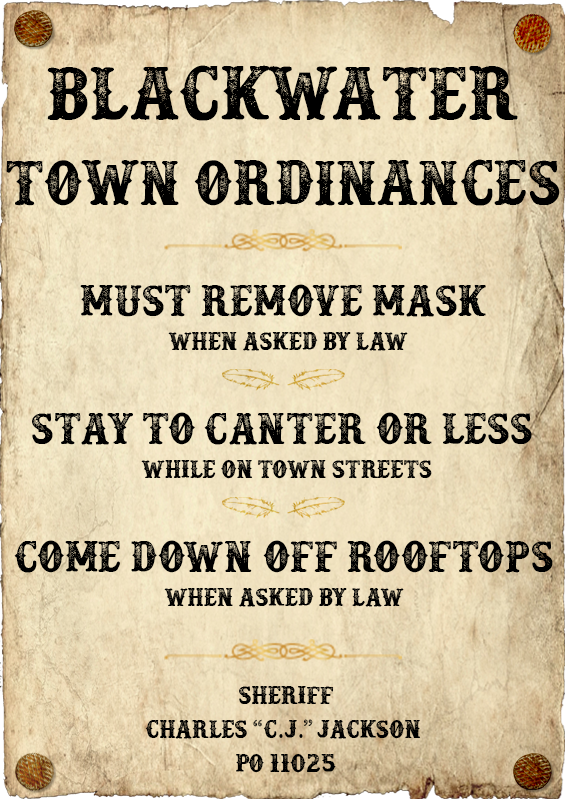 BLACKWATER
TOWN ORDINANCES
MUST REMOVE MASK
WHEN ASKED BY LAW
STAY TO CANTER OR LESS
WHILE ON TOWN STREETS
COME DOWN OFF ROOFTOPS
WHEN ASKED BY LAW
SHERIFF
CHARLES “C.J.” JACKSON
PO 11025